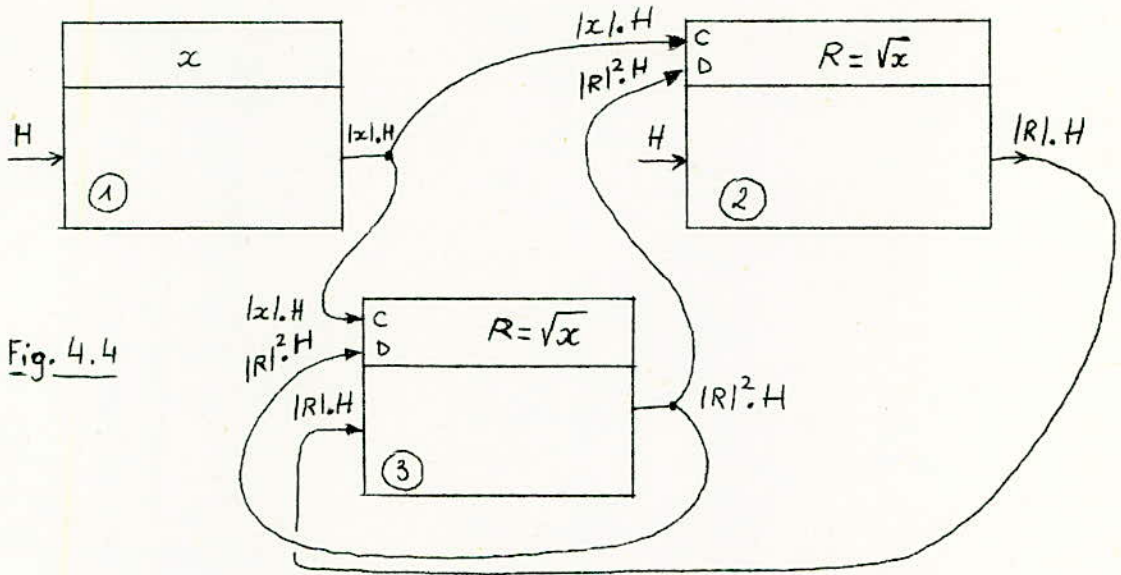 x
H
|x|.H
1
|x|.H
|R|².H
C
D
R = √x
H
|R|.H
2
|x|.H
|R|².H
|R|.H
C
D
R = √x
|R|².H
3
Fig. 4.4